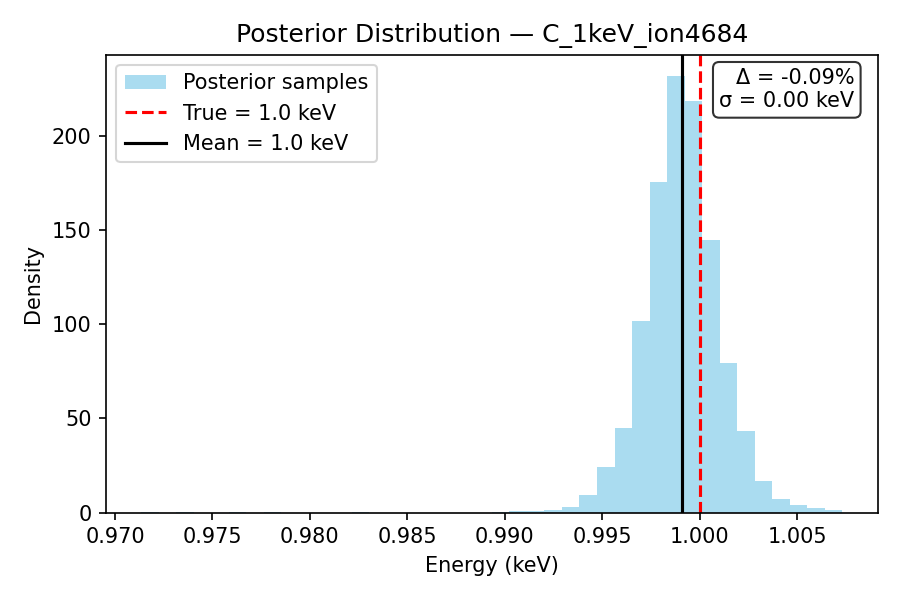 Posterior Distribution — C_1keV_ion4684
Posterior samples
True = 1.0 keV
Mean = 1.0 keV
Δ = -0.09%
σ = 0.00 keV
Density
200
150
100
50
0
0.970 0.975 0.980 0.985 0.990 0.995 1.000 1.005
Energy (keV)